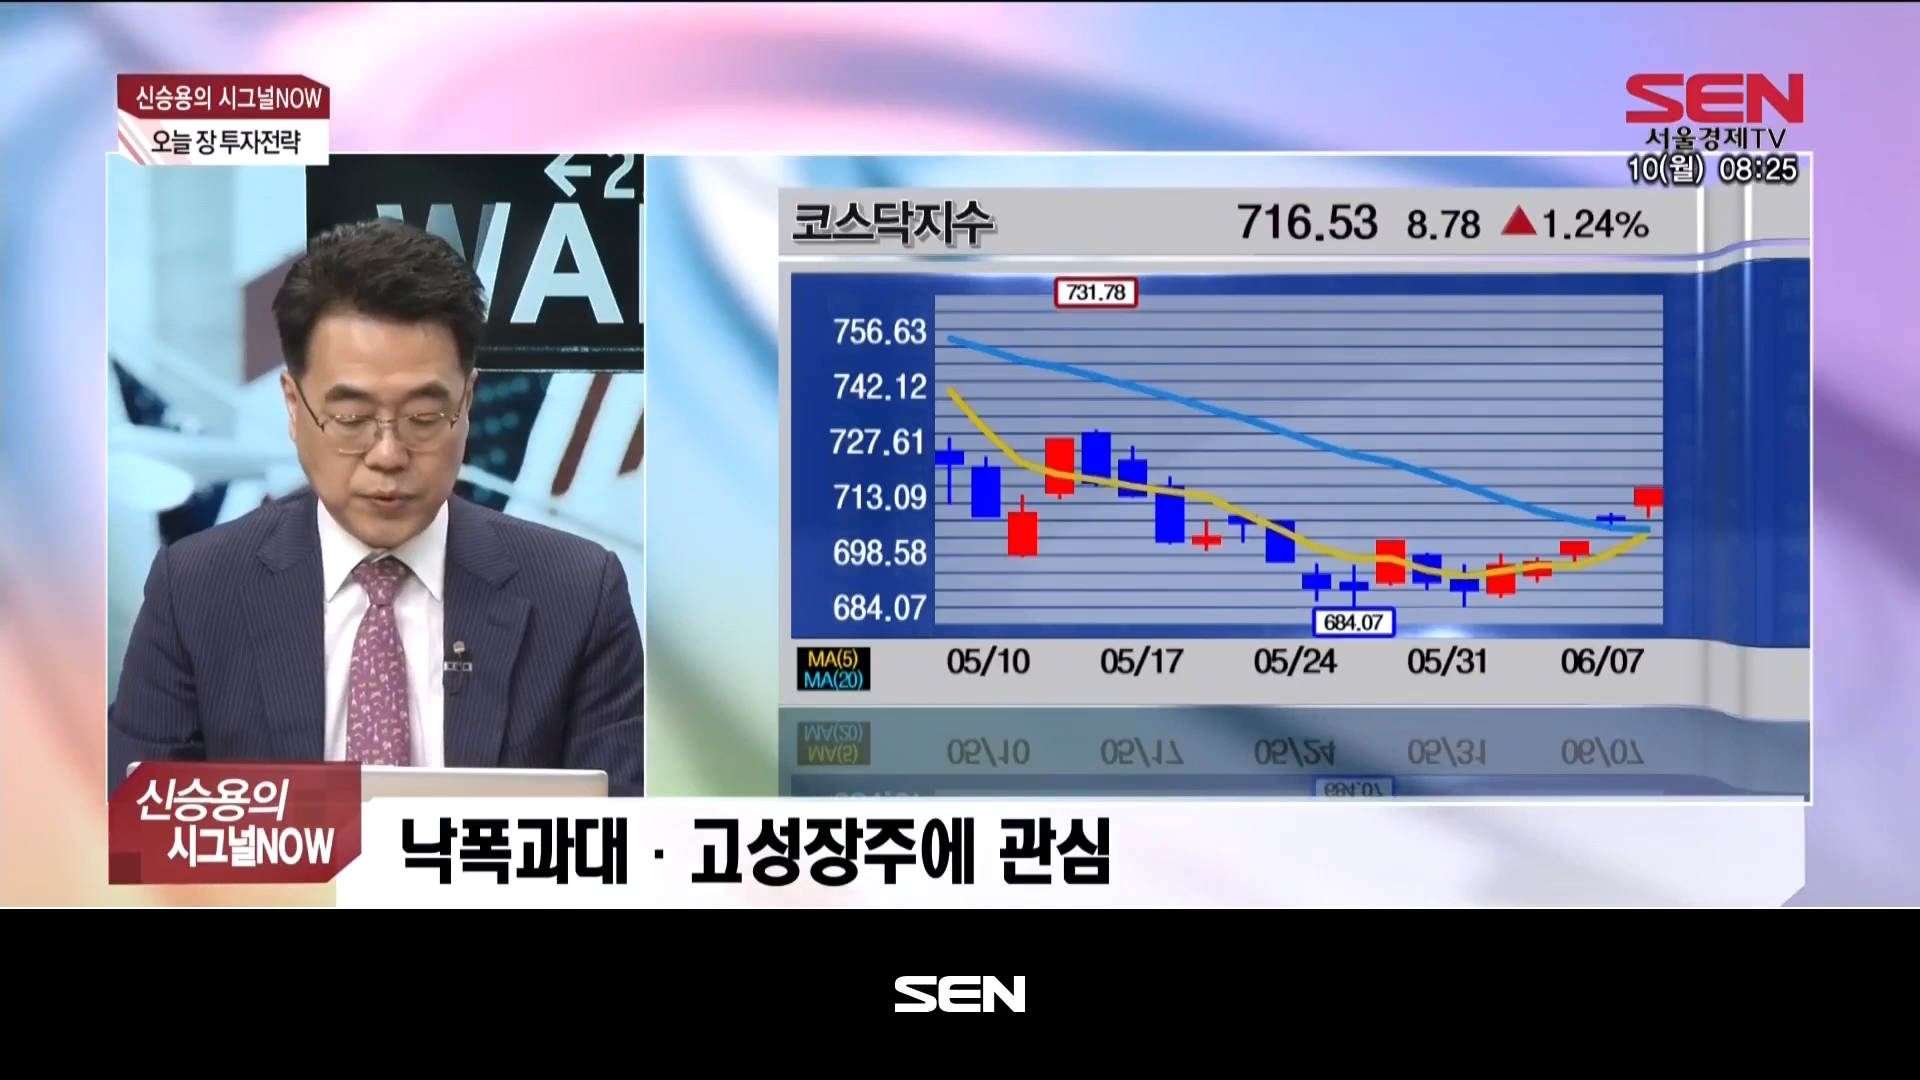 신승용의 시그널NOW
오늘 장 투자전략
SEN
서울경제TV
10(월) 08:25
←2
WA
코스닥지수 716.53 8.78 ▲1.24%
731.78
756.63
742.12
727.61
713.09
698.58
684.07
684.07
MA(5)
MA(20)
05/10 05/17 05/24 05/31 06/07
신승용의
시그널NOW
낙폭과대 · 고성장주에 관심
SEN